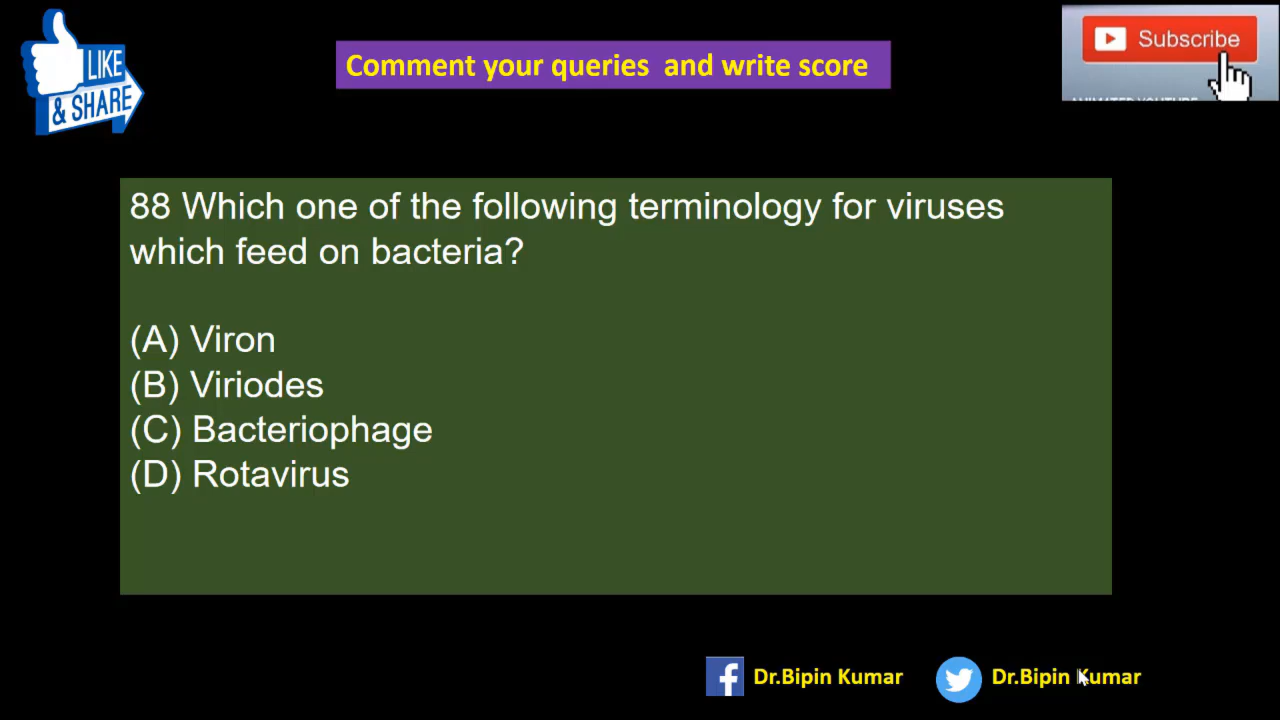 LIKE
& SHARE
Comment your queries and write score
Subscribe
88 Which one of the following terminology for viruses
which feed on bacteria?
(A) Viron
(B) Viriodes
(C) Bacteriophage
(D) Rotavirus
Dr.Bipin Kumar
Dr.Bipin Kumar